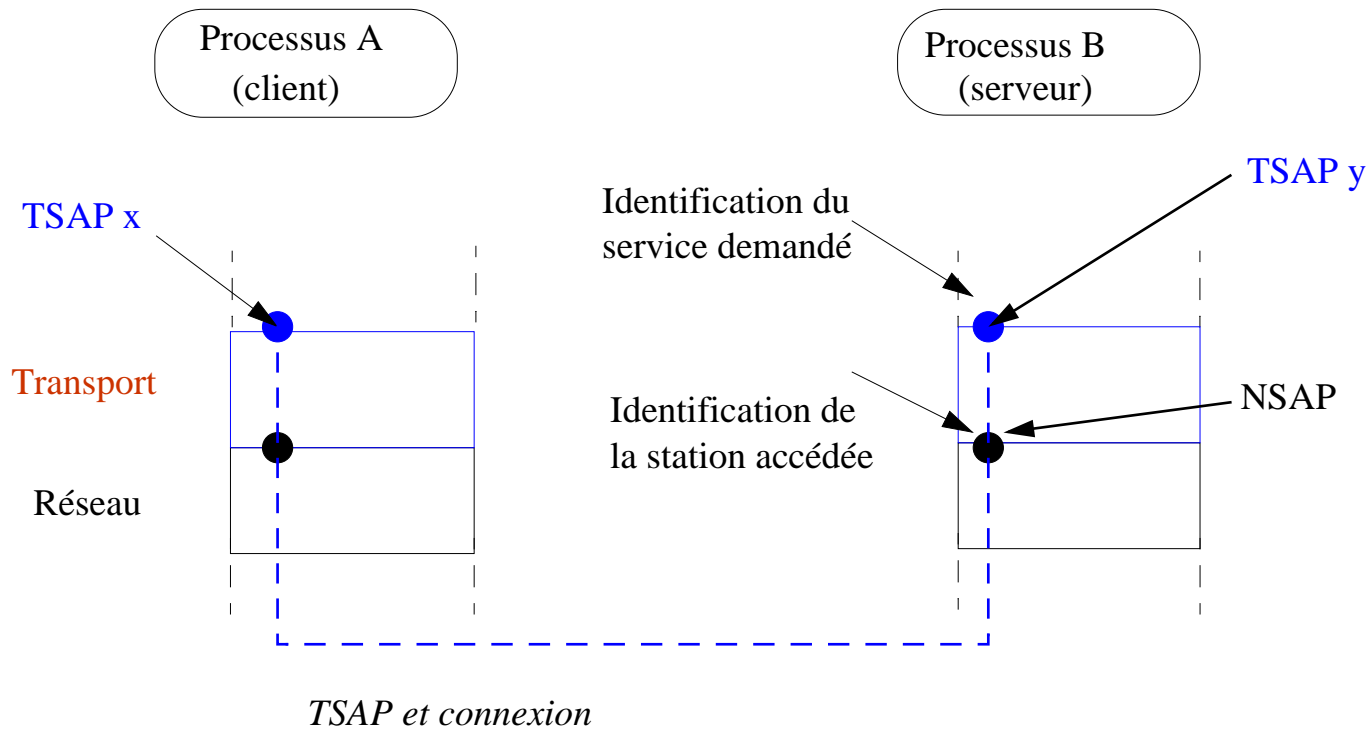 Processus A
(client)
Processus B
(serveur)
TSAP x
Identification du
service demandé
TSAP y
Transport
Identification de
la station accédée
NSAP
Réseau
TSAP et connexion